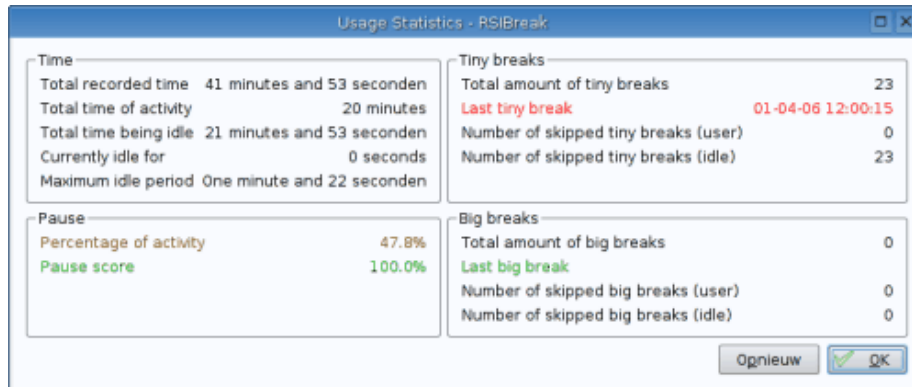 Usage Statistics - RSIBreak
Time
Total recorded time 41 minutes and 53 seconden
Total time of activity 20 minutes
Total time being idle 21 minutes and 53 seconden
Currently idle for 0 seconds
Maximum idle period One minute and 22 seconden
Tiny breaks
Total amount of tiny breaks 23
Last tiny break 01-04-06 12:00:15
Number of skipped tiny breaks (user) 0
Number of skipped tiny breaks (idle) 23
Pause
Percentage of activity 47.8%
Pause score 100.0%
Big breaks
Total amount of big breaks 0
Last big break
Number of skipped big breaks (user) 0
Number of skipped big breaks (idle) 0
Opnieuw
OK